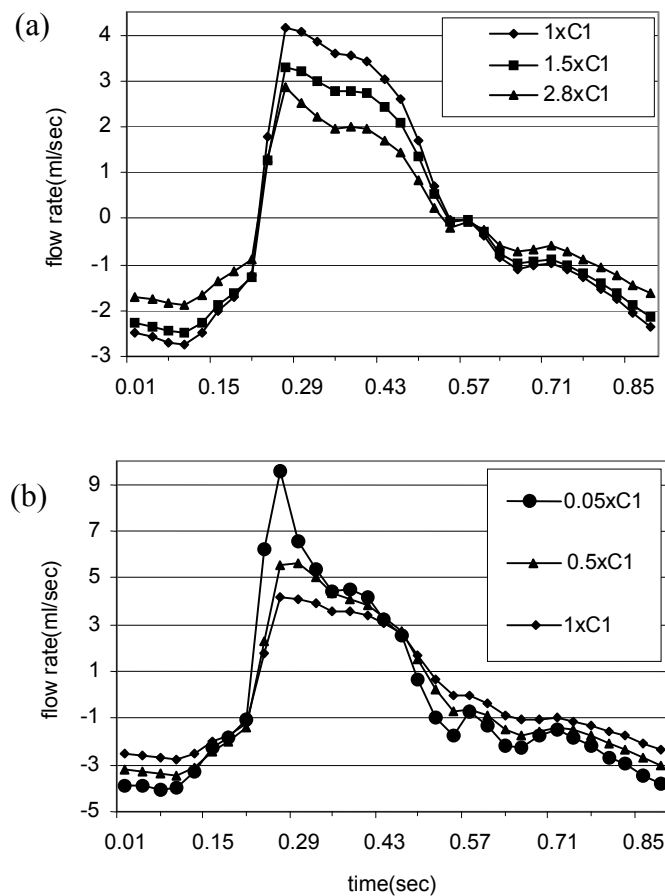 (a)
flow rate(ml/sec)
4
3
2
1
0
-1
-2
-3
0.01 0.15 0.29 0.43 0.57 0.71 0.85
1xC1
1.5xC1
2.8xC1
(b)
flow rate(ml/sec)
9
7
5
3
1
-1
-3
-5
0.01 0.15 0.29 0.43 0.57 0.71 0.85
time(sec)
0.05xC1
0.5xC1
1xC1